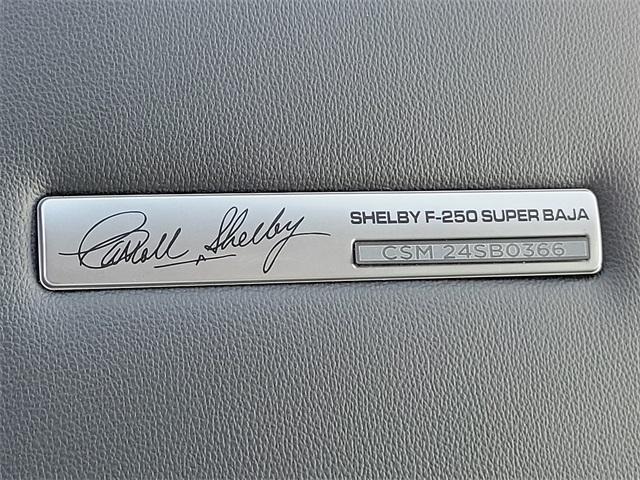 Carroll Shelby
SHELBY F-250 SUPER BAJA
CSM 24SB0366